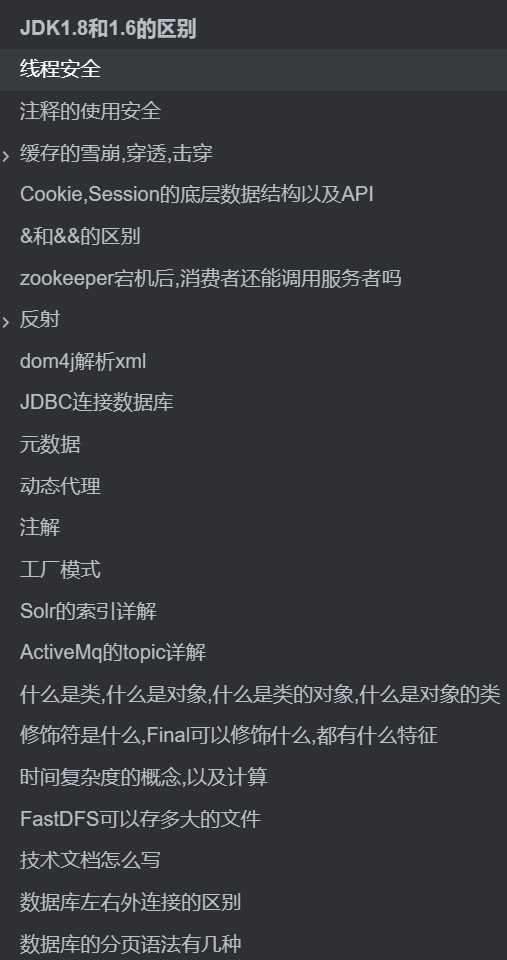 JDK1.8和1.6的区别
线程安全
注释的使用安全
缓存的雪崩,穿透,击穿
Cookie,Session的底层数据结构以及API
&和&&的区别
zookeeper宕机后,消费者还能调用服务者吗
反射
dom4j解析xml
JDBC连接数据库
元数据
动态代理
注解
工厂模式
Solr的索引详解
ActiveMq的topic详解
什么是类,什么是对象,什么是类的对象,什么是对象的类
修饰符是什么,Final可以修饰什么,都有什么特征
时间复杂度的概念,以及计算
FastDFS可以存多大的文件
技术文档怎么写
数据库左右外连接的区别
数据库的分页语法有几种